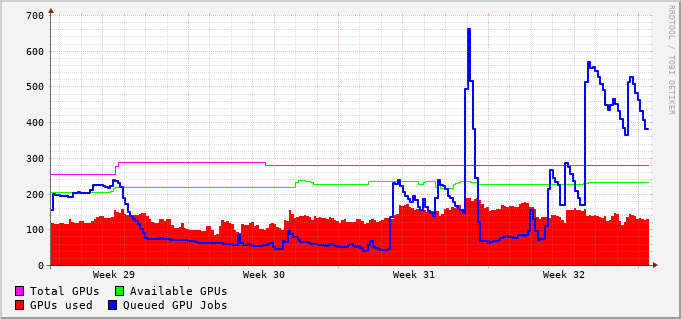 700
600
500
400
300
200
100
0
Week 29 Week 30 Week 31 Week 32
Total GPUs Available GPUs
GPUs used Queued GPU Jobs
RRDTOOL / TOBI OETIKER